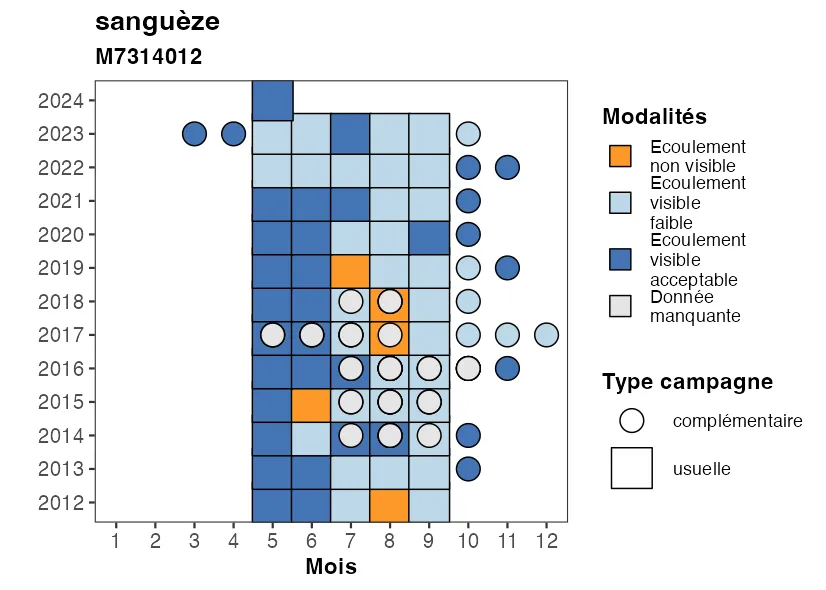 sanguèze
M7314012
2024
2023
2022
2021
2020
2019
2018
2017
2016
2015
2014
2013
2012
1 2 3 4 5 6 7 8 9 10 11 12
Mois
Modalités
Ecoulement
non visible
Ecoulement
visible
faible
Ecoulement
visible
acceptable
Donnée
manquante
Type campagne
complémentaire
usuelle